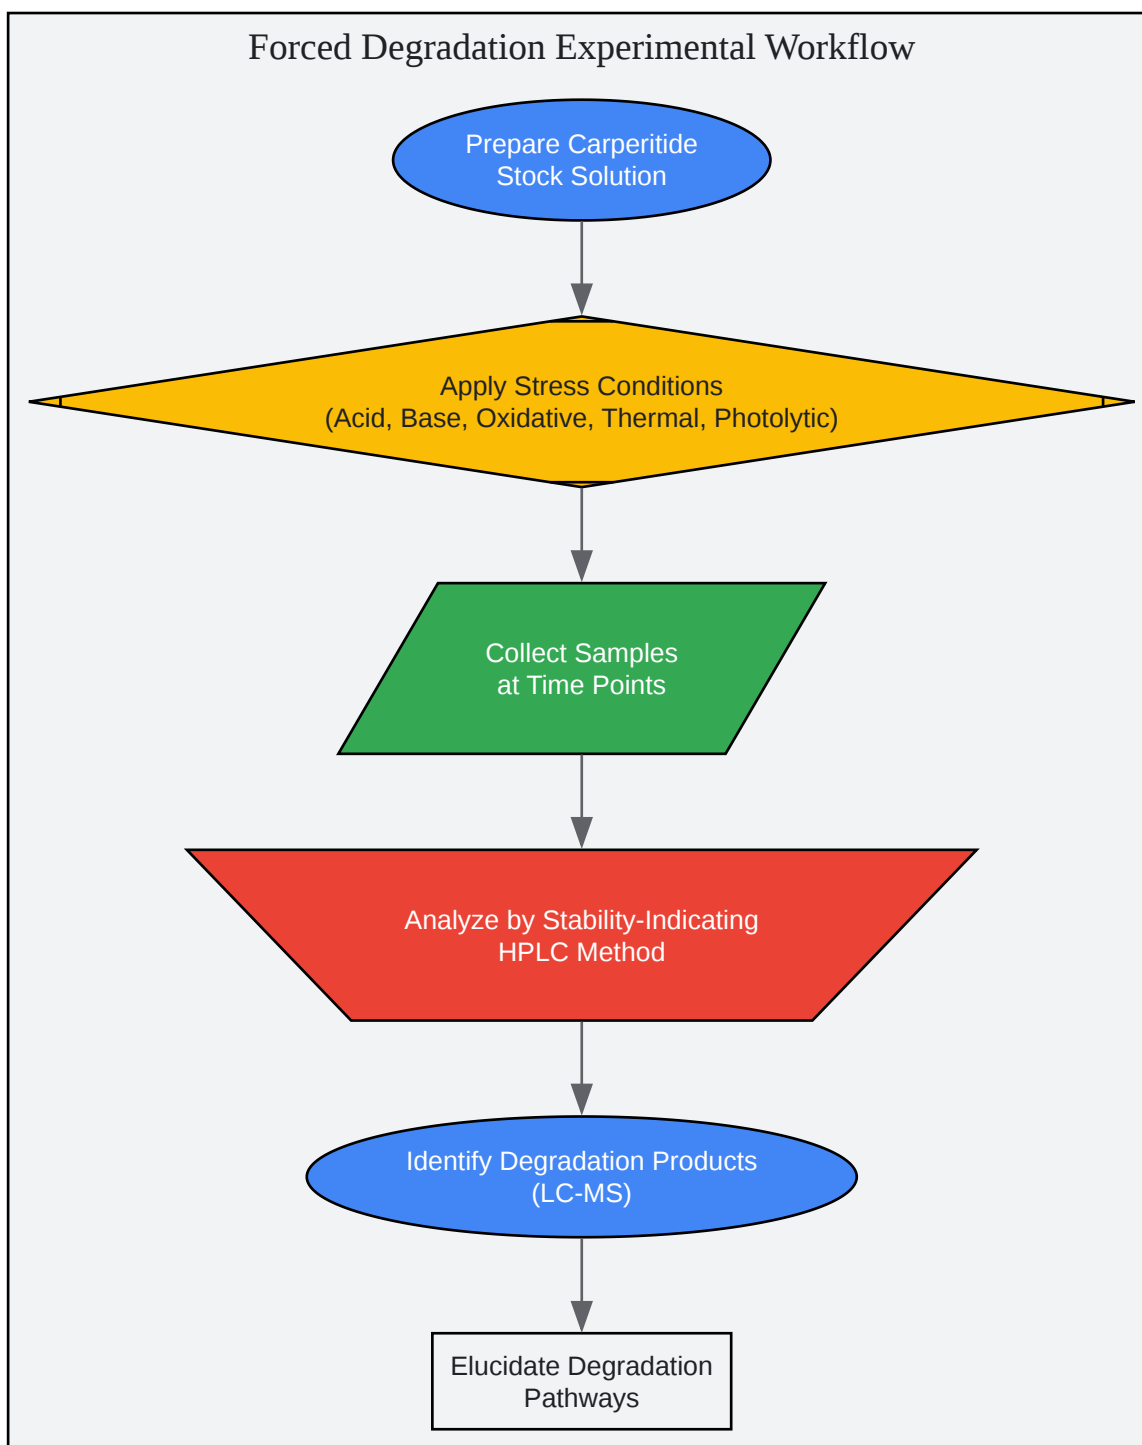 Forced Degradation Experimental Workflow
Prepare Carperitide
Stock Solution
Apply Stress Conditions
(Acid, Base, Oxidative, Thermal, Photolytic)
Collect Samples
at Time Points
Analyze by Stability-Indicating
HPLC Method
Identify Degradation Products
(LC-MS)
Elucidate Degradation
Pathways